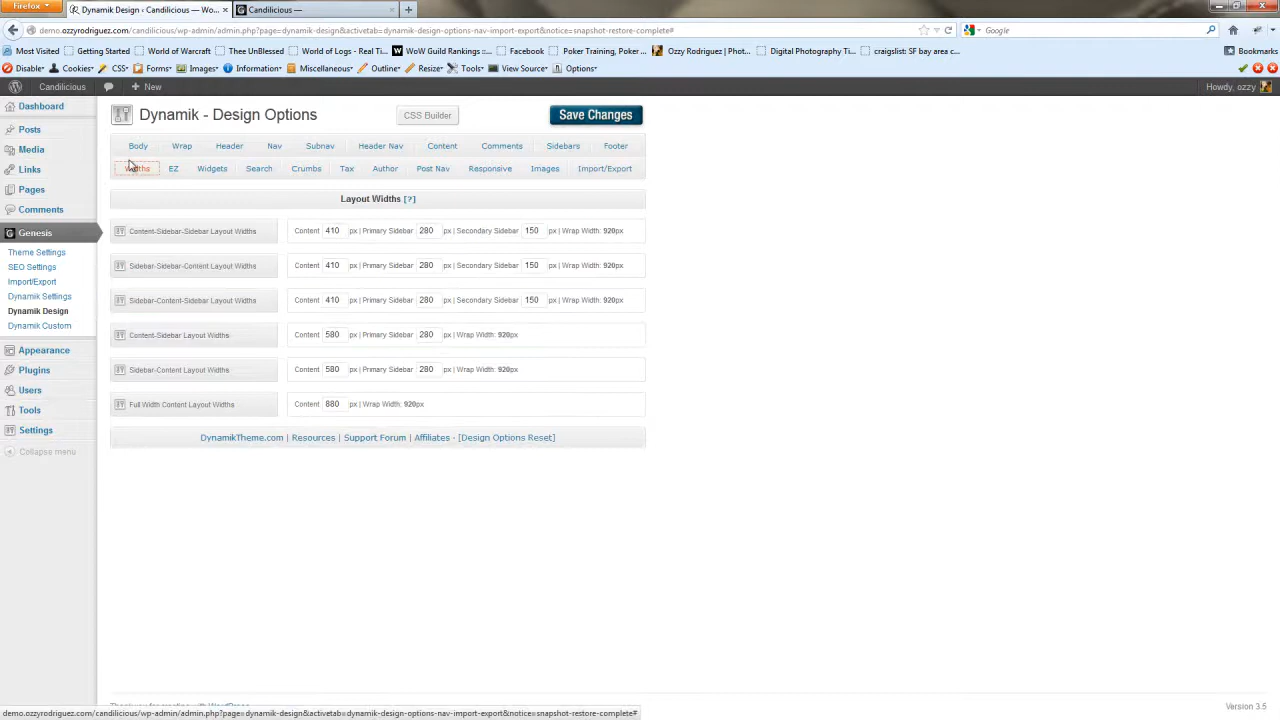 Firefox
Dynamik Design ‹ Candilicious — Wo... ×
Candilicious — ×
demo.ozzyrodriguez.com/candilicious/wp-admin/admin.php?page=dynamik-design&activetab=dynamik-design-options-nav-import-export&notice=snapshot-restore-complete#
Google
Most Visited Getting Started World of Warcraft Thee UnBlessed World of Logs - Real Ti... WoW Guild Rankings ::... Facebook Poker Training, Poker ... Ozzy Rodriguez | Phot... Digital Photography Ti... craigslist: SF bay area c... Bookmarks
Disable Cookies CSS Forms Images Information Miscellaneous Outline Resize Tools View Source Options
Candilicious + New Howdy, ozzy
Dashboard
Posts
Media
Links
Pages
Comments
Genesis
Theme Settings
SEO Settings
Import/Export
Dynamik Settings
Dynamik Design
Dynamik Custom
Appearance
Plugins
Users
Tools
Settings
Collapse menu
Dynamik - Design Options CSS Builder Save Changes
Body Wrap Header Nav Subnav Header Nav Content Comments Sidebars Footer
Widths EZ Widgets Search Crumbs Tax Author Post Nav Responsive Images Import/Export
Layout Widths [?]
Content-Sidebar-Sidebar Layout Widths Content 410 px | Primary Sidebar 280 px | Secondary Sidebar 150 px | Wrap Width: 920px
Sidebar-Sidebar-Content Layout Widths Content 410 px | Primary Sidebar 280 px | Secondary Sidebar 150 px | Wrap Width: 920px
Sidebar-Content-Sidebar Layout Widths Content 410 px | Primary Sidebar 280 px | Secondary Sidebar 150 px | Wrap Width: 920px
Content-Sidebar Layout Widths Content 580 px | Primary Sidebar 280 px | Wrap Width: 920px
Sidebar-Content Layout Widths Content 580 px | Primary Sidebar 280 px | Wrap Width: 920px
Full Width Content Layout Widths Content 880 px | Wrap Width: 920px
DynamikTheme.com | Resources | Support Forum | Affiliates - [Design Options Reset]
Thank you for creating with WordPress
Version 3.5
demo.ozzyrodriguez.com/candilicious/wp-admin/admin.php?page=dynamik-design&activetab=dynamik-design-options-nav-import-export&notice=snapshot-restore-complete#